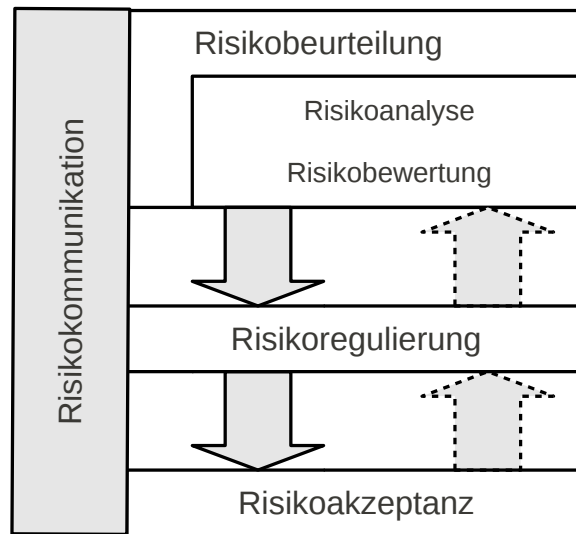 Risikokommunikation
Risikobeurteilung
Risikoanalyse
Risikobewertung
Risikoregulierung
Risikoakzeptanz